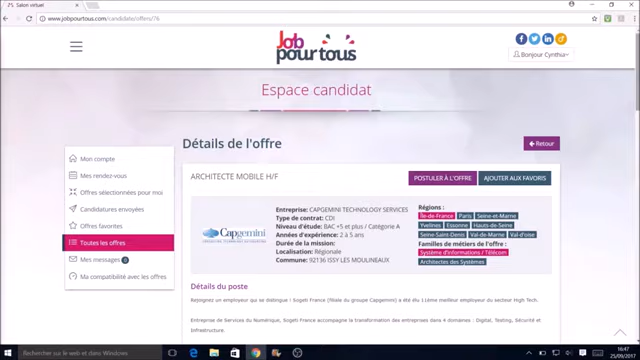 Salon virtuel
www.jobpourtous.com/candidate/offers/76
Job
pour tous
Bonjour Cynthia
Espace candidat
Mon compte
Mes rendez-vous
Offres sélectionnées pour moi
Candidatures envoyées
Offres favorites
Toutes les offres
Mes messages 0
Ma compatibilité avec les offres
Détails de l'offre
Retour
ARCHITECTE MOBILE H/F
POSTULER À L'OFFRE
AJOUTER AUX FAVORIS
Capgemini
CONSULTING.TECHNOLOGY.OUTSOURCING
Entreprise: CAPGEMINI TECHNOLOGY SERVICES
Type de contrat: CDI
Niveau d'étude: BAC +5 et plus / Catégorie A
Années d'expérience: 2 à 5 ans
Durée de la mission:
Localisation: Régionale
Commune: 92136 ISSY LES MOULINEAUX
Régions :
Île-de-France Paris Seine-et-Marne
Yvelines Essonne Hauts-de-Seine
Seine-Saint-Denis Val-de-Marne Val-d'oise
Familles de métiers de l'offre :
Système d'informations / Télécom
Architectes des Systèmes
Détails du poste
Rejoignez un employeur qui se distingue ! Sogeti France (filiale du groupe Capgemini) a été élu 11ème meilleur employeur du secteur High Tech.
Entreprise de Services du Numérique, Sogeti France accompagne la transformation des entreprises dans 4 domaines : Digital, Testing, Sécurité et
Infrastructure.
Rechercher sur le web et dans Windows
16:47
25/09/2017